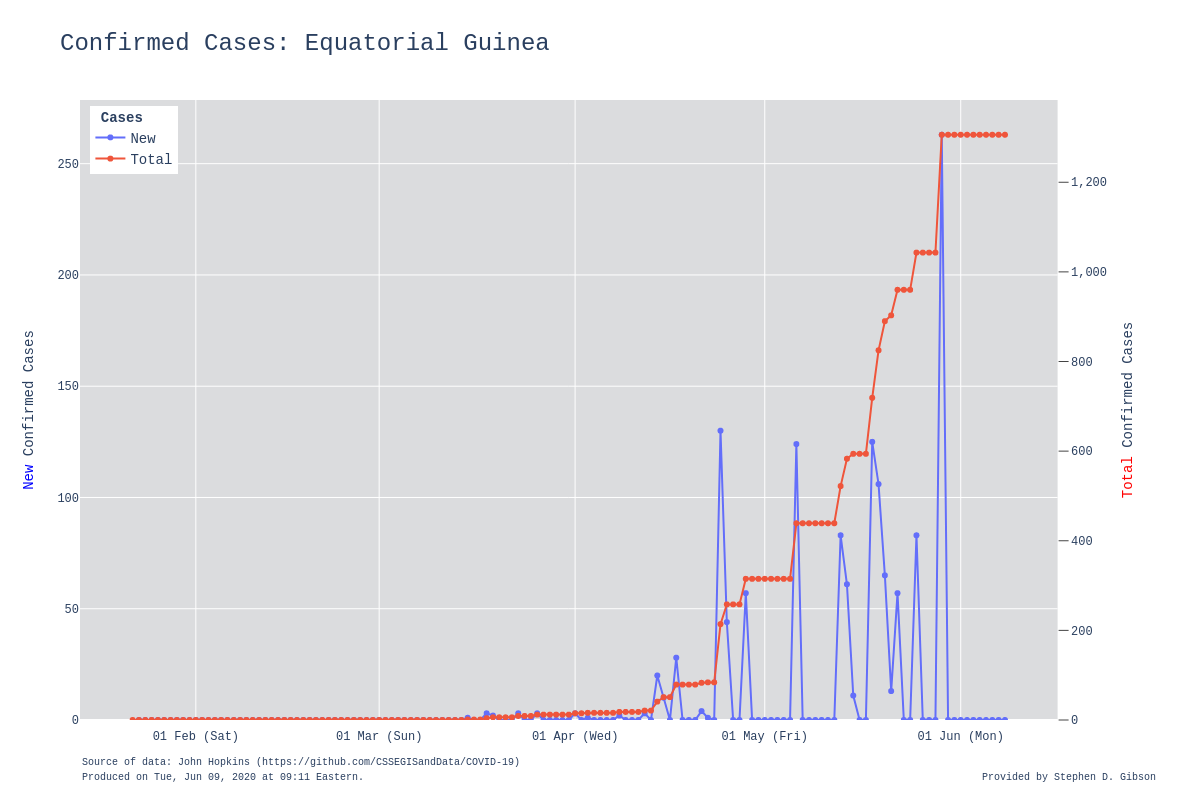 Confirmed Cases: Equatorial Guinea
Cases
New
Total
250
200
150
100
50
0
1,200
1,000
800
600
400
200
0
New Confirmed Cases
Total Confirmed Cases
01 Feb (Sat) 01 Mar (Sun) 01 Apr (Wed) 01 May (Fri) 01 Jun (Mon)
Source of data: John Hopkins (https://github.com/CSSEGISandData/COVID-19)
Produced on Tue, Jun 09, 2020 at 09:11 Eastern.
Provided by Stephen D. Gibson